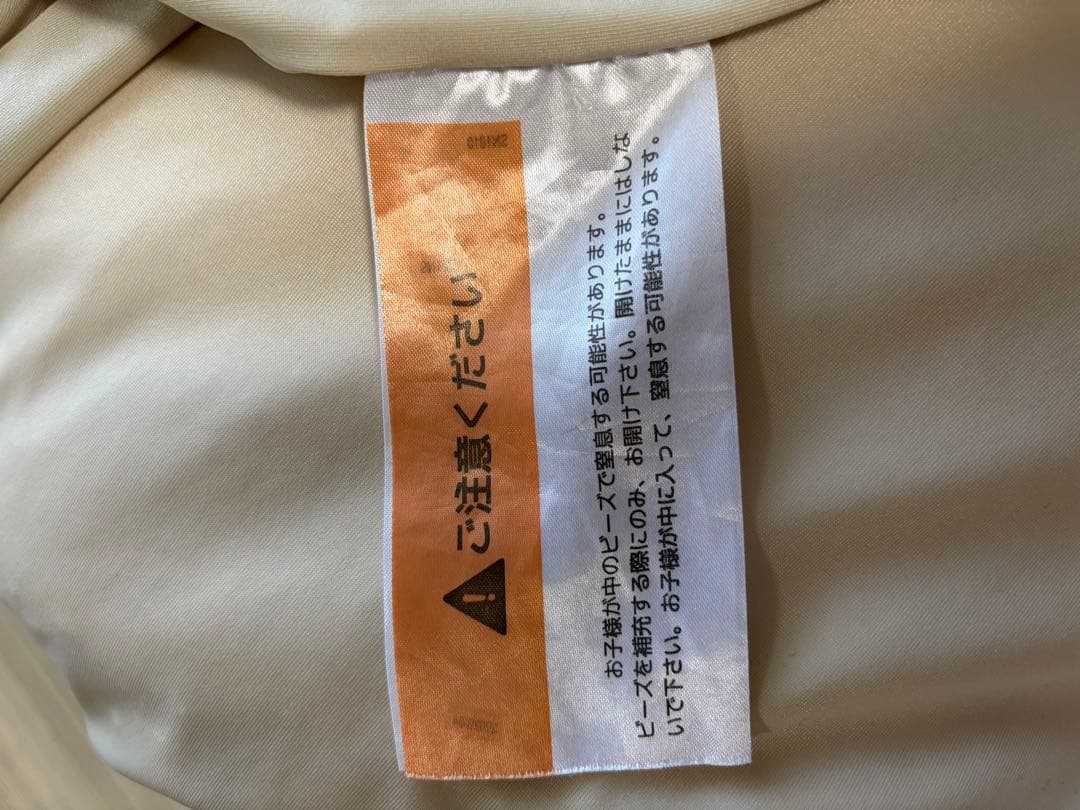 ご注意ください
お子様が中のビーズで窒息する可能性があります。
ビーズを補充する際にのみ、お開け下さい。開けたままにはしな
いで下さい。お子様が中に入って、窒息する可能性があります。